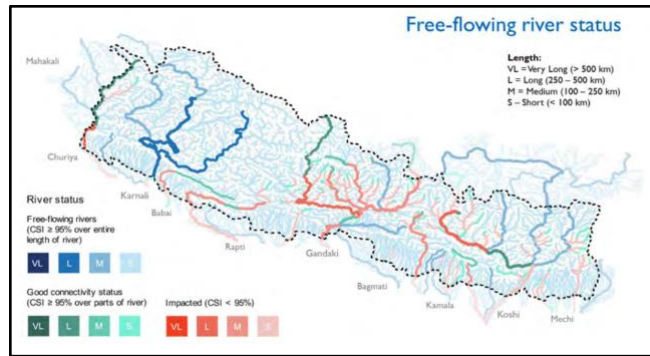 Free-flowing river status
Length:
VL = Very Long (> 500 km)
L = Long (250 – 500 km)
M = Medium (100 – 250 km)
S – Short (< 100 km)
Mahakali
Churiya
Karnali
Babai
Rapti
Gandaki
Bagmati
Kamala
Koshi
Mechi
River status
Free-flowing rivers
(CSI ≥ 95% over entire
length of river)
VL L M S
Good connectivity status
(CSI ≥ 95% over parts of river)
VL L M S
Impacted (CSI < 95%)
VL L M S